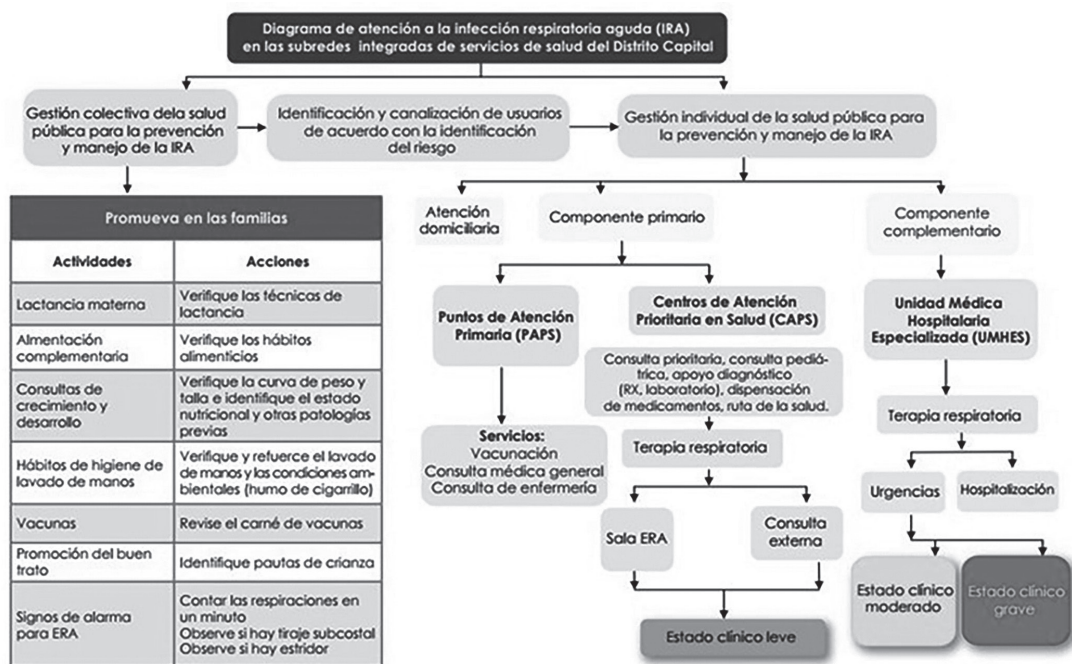 Diagrama de atención a la infección respiratoria aguda (IRA)
en las subredes integradas de servicios de salud del Distrito Capital
Gestión colectiva dela salud
pública para la prevención
y manejo de la IRA
Identificación y canalización de usuarios
de acuerdo con la identificación
del riesgo
Gestión individual de la salud pública para
la prevención y manejo de la IRA
Promueva en las familias
Actividades
Acciones
Lactancia materna
Verifique las técnicas de
lactancia
Alimentación
complementaria
Verifique los hábitos
alimenticios
Consultas de
crecimiento y
desarrollo
Verifique la curva de peso y
talla e identifique el estado
nutricional y otras patologías
previas
Hábitos de higiene de
lavado de manos
Verifique y refuerce el lavado
de manos y las condiciones am-
bientales (humo de cigarrillo)
Vacunas
Revise el carné de vacunas
Promoción del buen
trato
Identifique pautas de crianza
Signos de alarma
para ERA
Contar las respiraciones en
un minuto
Observe si hay tiraje subcostal
Observe si hay estridor
Atención
domiciliaria
Componente primario
Componente
complementario
Puntos de Atención
Primaria (PAPS)
Centros de Atención
Prioritaria en Salud (CAPS)
Unidad Médica
Hospitalaria
Especializada (UMHES)
Consulta prioritaria, consulta pediá-
trica, apoyo diagnóstico
(RX, laboratorio), dispensación
de medicamentos, ruta de la salud.
Servicios:
Vacunación
Consulta médica general
Consulta de enfermería
Terapia respiratoria
Terapia respiratoria
Sala ERA
Consulta
externa
Urgencias
Hospitalización
Estado clínico leve
Estado clínico
moderado
Estado clínico
grave